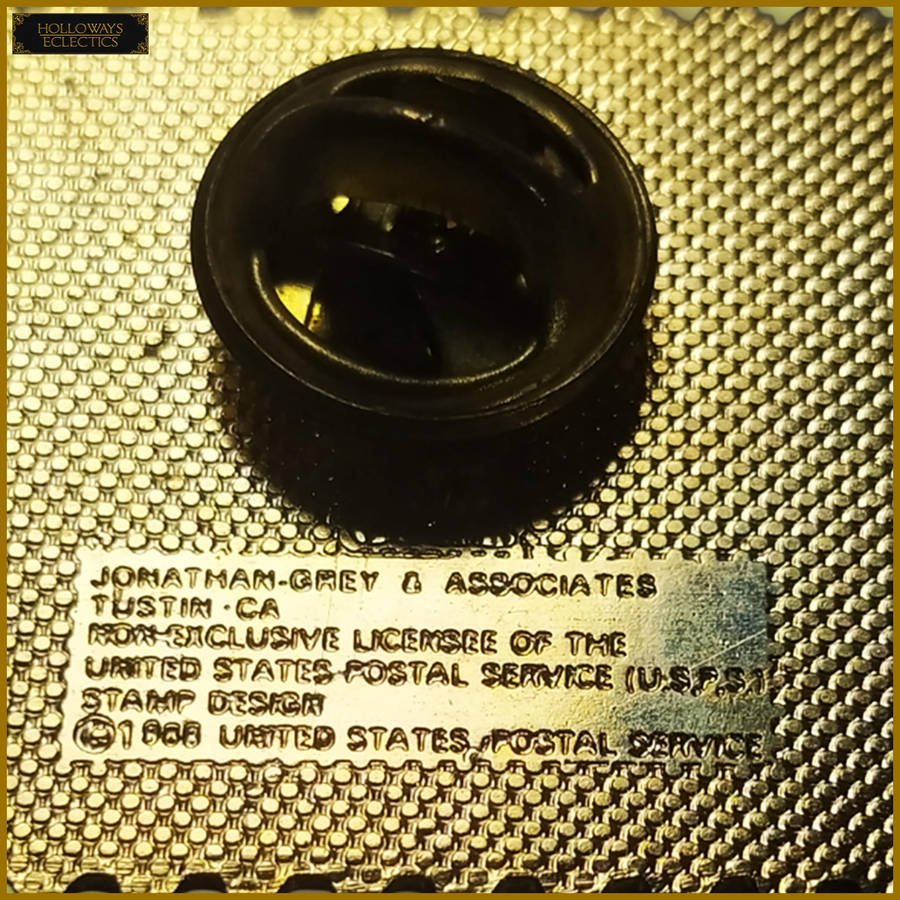 HOLLOWAYS
ECLECTICS
JONATHAN-GREY & ASSOCIATES
TUSTIN · CA
NON-EXCLUSIVE LICENSEE OF THE
UNITED STATES POSTAL SERVICE (U.S.P.S.)
STAMP DESIGN
© UNITED STATES POSTAL SERVICE